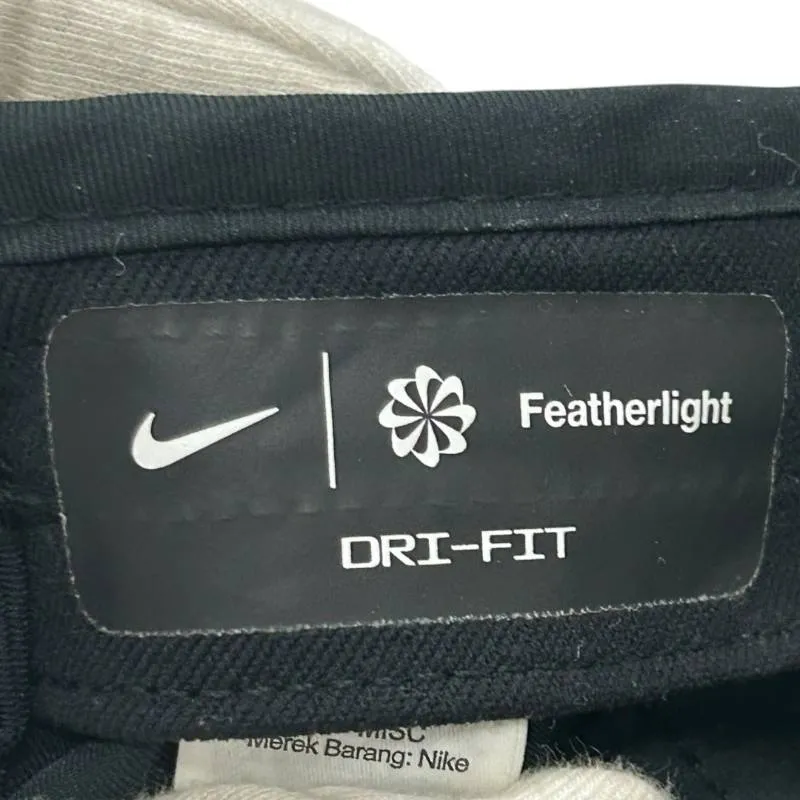 Featherlight
DRI-FIT
MISC
Merek Barang: Nike